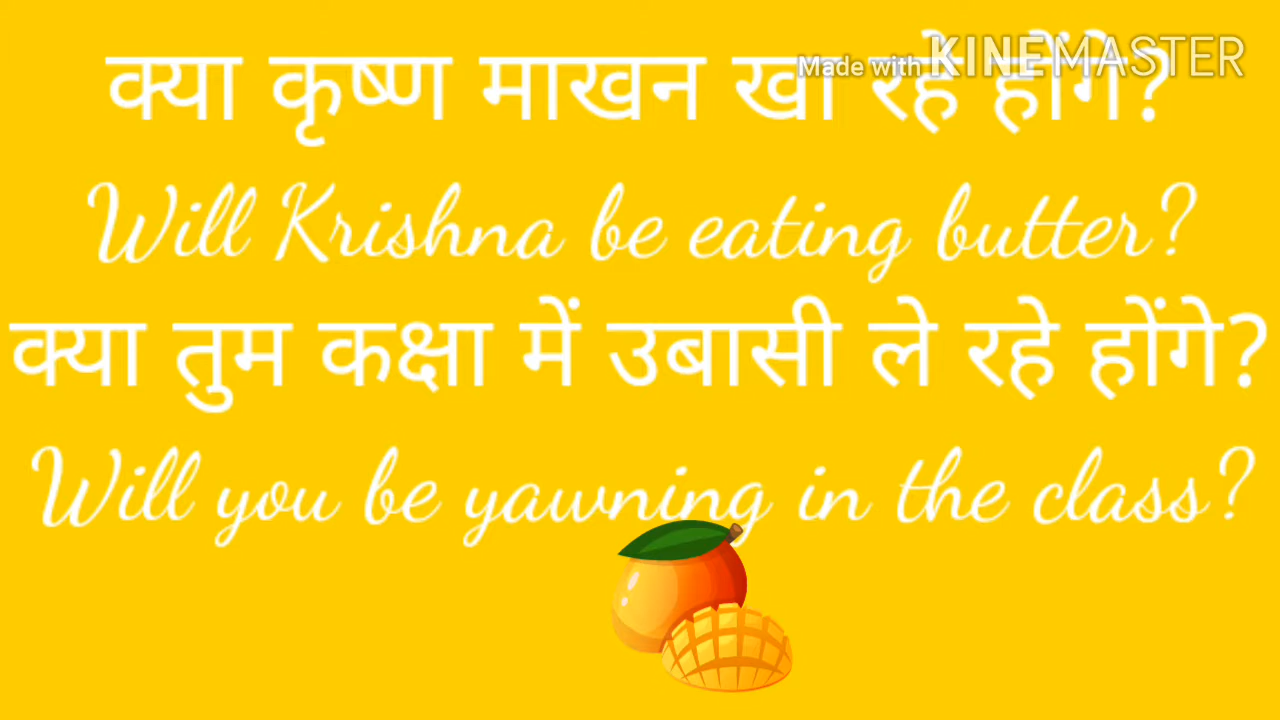 क्या कृष्ण माखन खा रहे होंगे?
Made with KINEMASTER
Will Krishna be eating butter?
क्या तुम कक्षा में उबासी ले रहे होंगे?
Will you be yawning in the class?